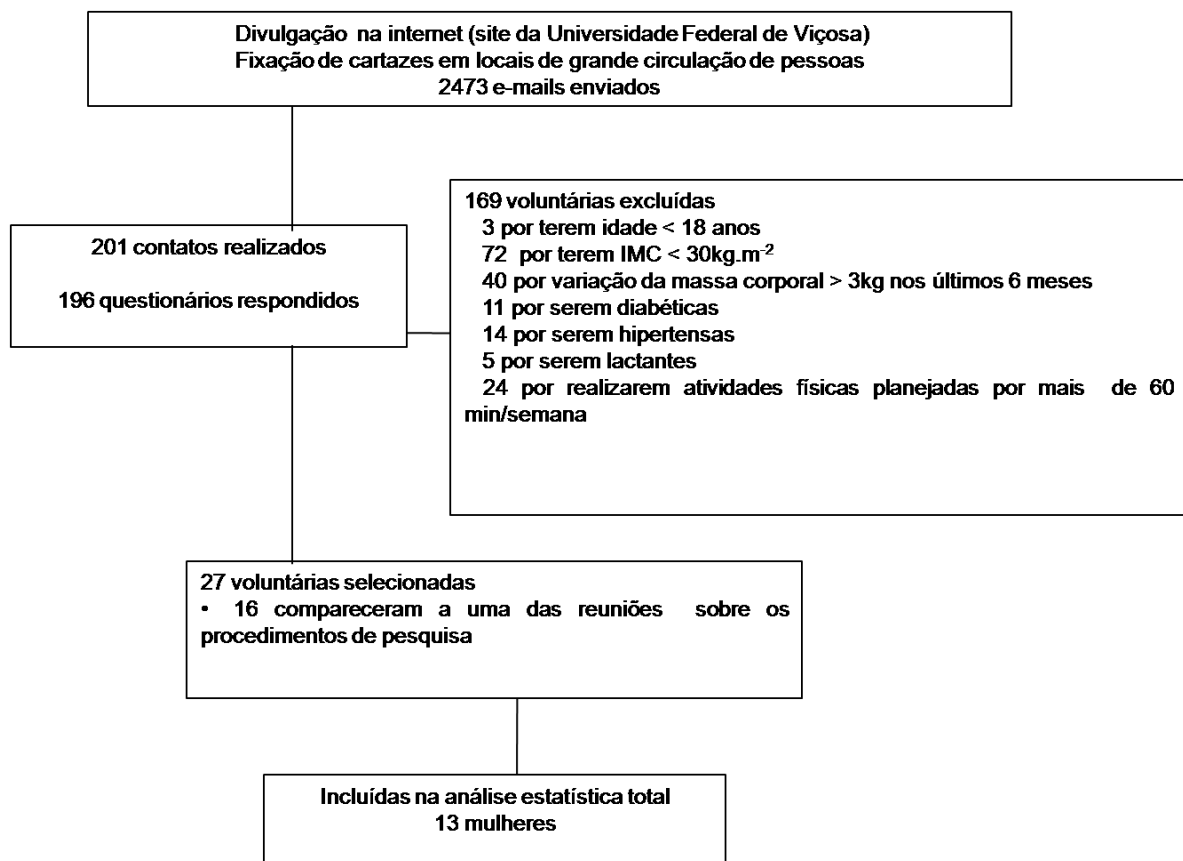 Divulgação na internet (site da Universidade Federal de Viçosa)
Fixação de cartazes em locais de grande circulação de pessoas
2473 e-mails enviados
201 contatos realizados
196 questionários respondidos
169 voluntárias excluídas
3 por terem idade < 18 anos
72 por terem IMC < 30kg.m⁻²
40 por variação da massa corporal > 3kg nos últimos 6 meses
11 por serem diabéticas
14 por serem hipertensas
5 por serem lactantes
24 por realizarem atividades físicas planejadas por mais de 60
min/semana
27 voluntárias selecionadas
• 16 compareceram a uma das reuniões sobre os
procedimentos de pesquisa
Incluídas na análise estatística total
13 mulheres